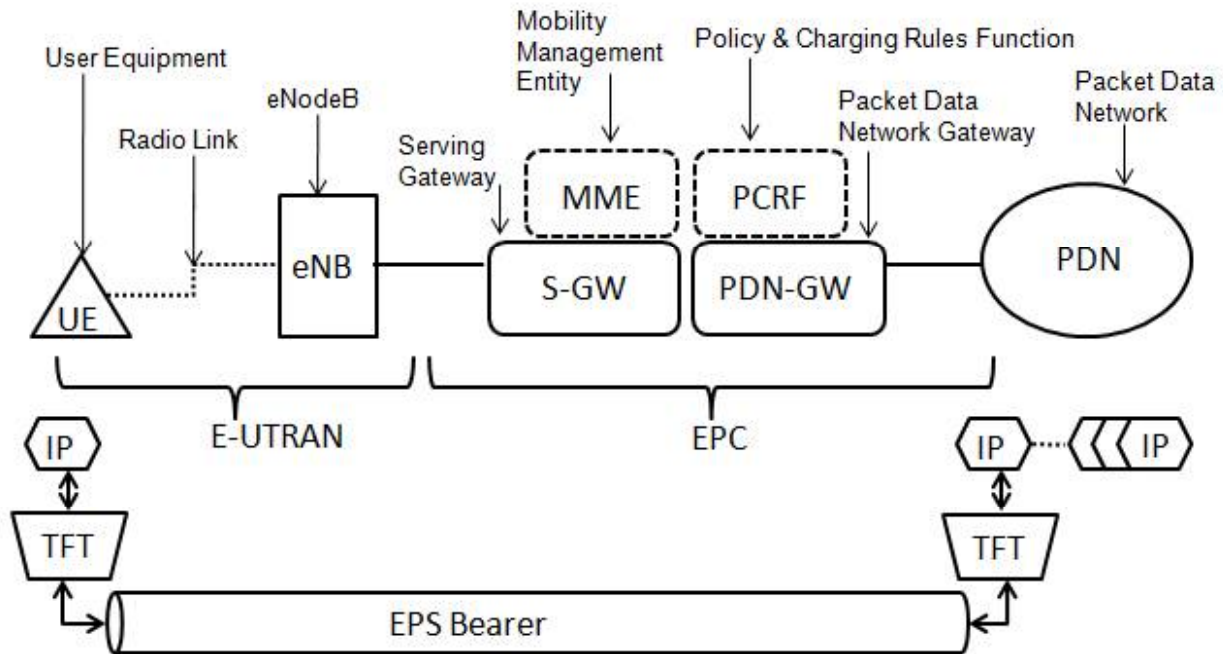 Mobility
Management
Entity
Policy & Charging Rules Function
User Equipment
eNodeB
Packet Data
Network Gateway
Packet Data
Network
Radio Link
Serving
Gateway
MME
PCRF
UE
eNB
S-GW
PDN-GW
PDN
E-UTRAN
EPC
IP
IP
IP
TFT
TFT
EPS Bearer